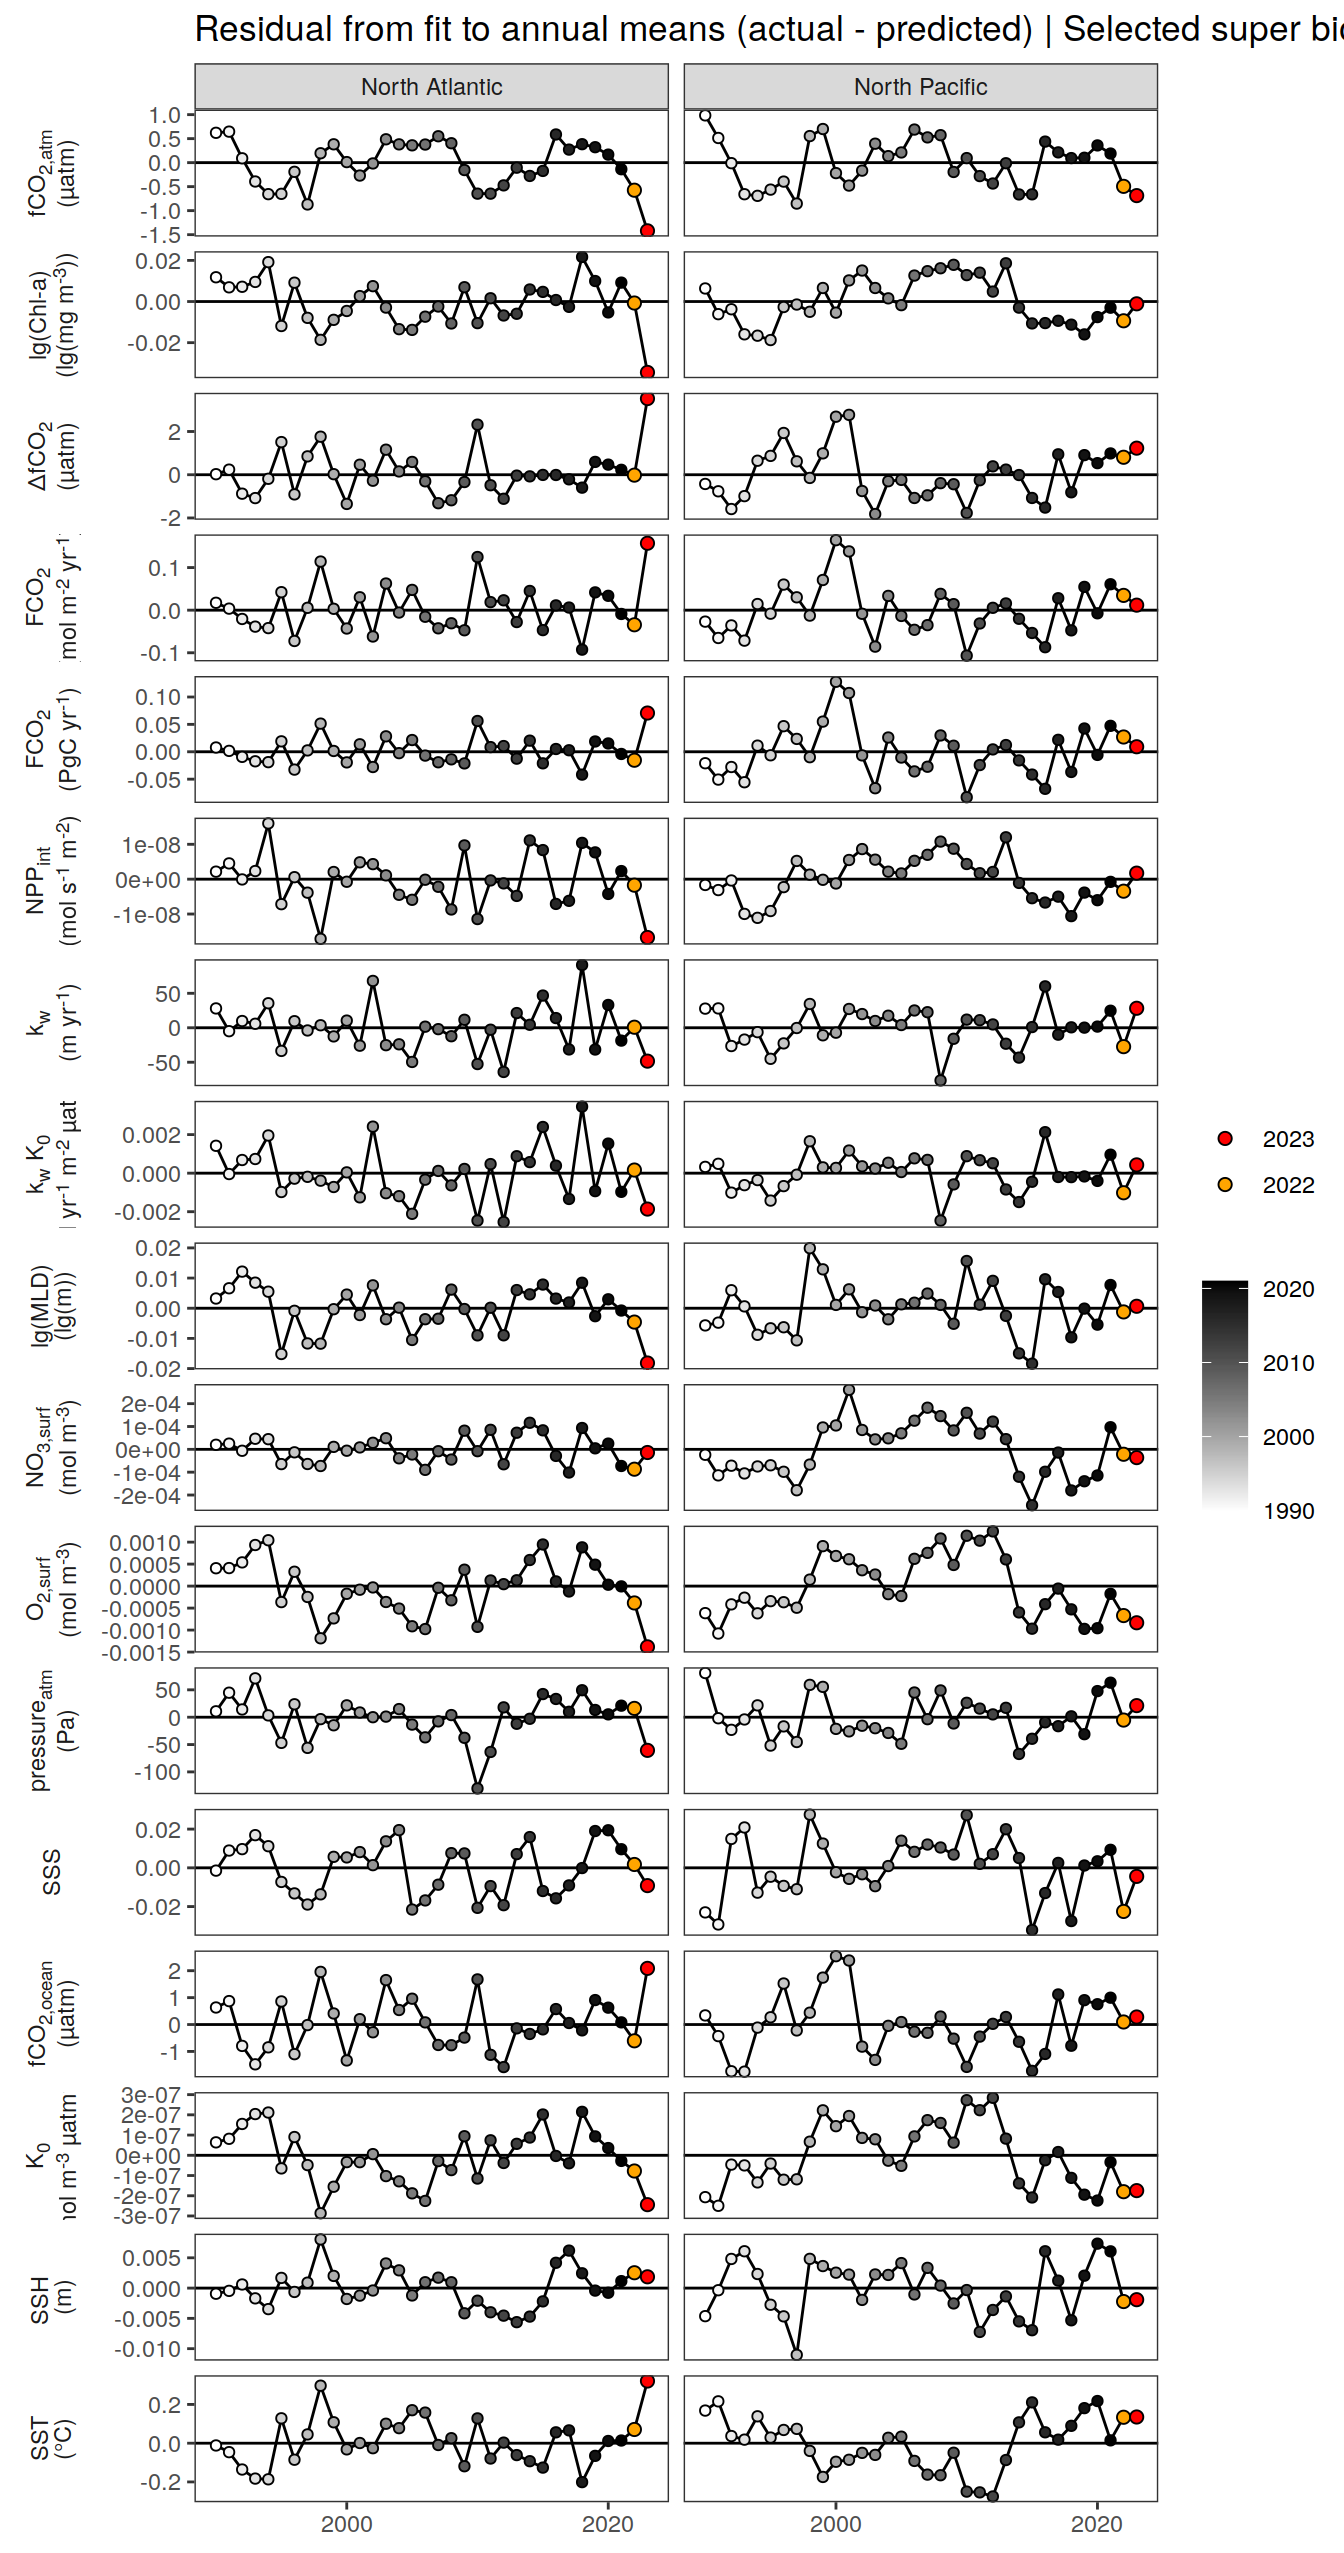 Residual from fit to annual means (actual - predicted) | Selected super
North Atlantic
North Pacific
fCO2,atm
(µatm)
1.0
0.5
0.0
-0.5
-1.0
-1.5
lg(Chl-a)
(lg(mg m-3))
0.02
0.00
-0.02
ΔfCO2
(µatm)
2
0
-2
FCO2
mol m-2 yr-1
0.1
0.0
-0.1
FCO2
(PgC yr-1)
0.10
0.05
0.00
-0.05
NPPint
(mol s-1 m-2)
1e-08
0e+00
-1e-08
kw
(m yr-1)
50
0
-50
kw K0
yr-1 m-2 µat
0.002
0.000
-0.002
lg(MLD)
(lg(m))
0.02
0.01
0.00
-0.01
-0.02
NO3,surf
(mol m-3)
2e-04
1e-04
0e+00
-1e-04
-2e-04
O2,surf
(mol m-3)
0.0010
0.0005
0.0000
-0.0005
-0.0010
-0.0015
pressureatm
(Pa)
50
0
-50
-100
SSS
0.02
0.00
-0.02
fCO2,ocean
(µatm)
2
1
0
-1
K0
m-3 µatm
3e-07
2e-07
1e-07
0e+00
-1e-07
-2e-07
-3e-07
SSH
(m)
0.005
0.000
-0.005
-0.010
SST
(°C)
0.2
0.0
-0.2
2000
2020
2000
2020
2023
2022
2020
2010
2000
1990